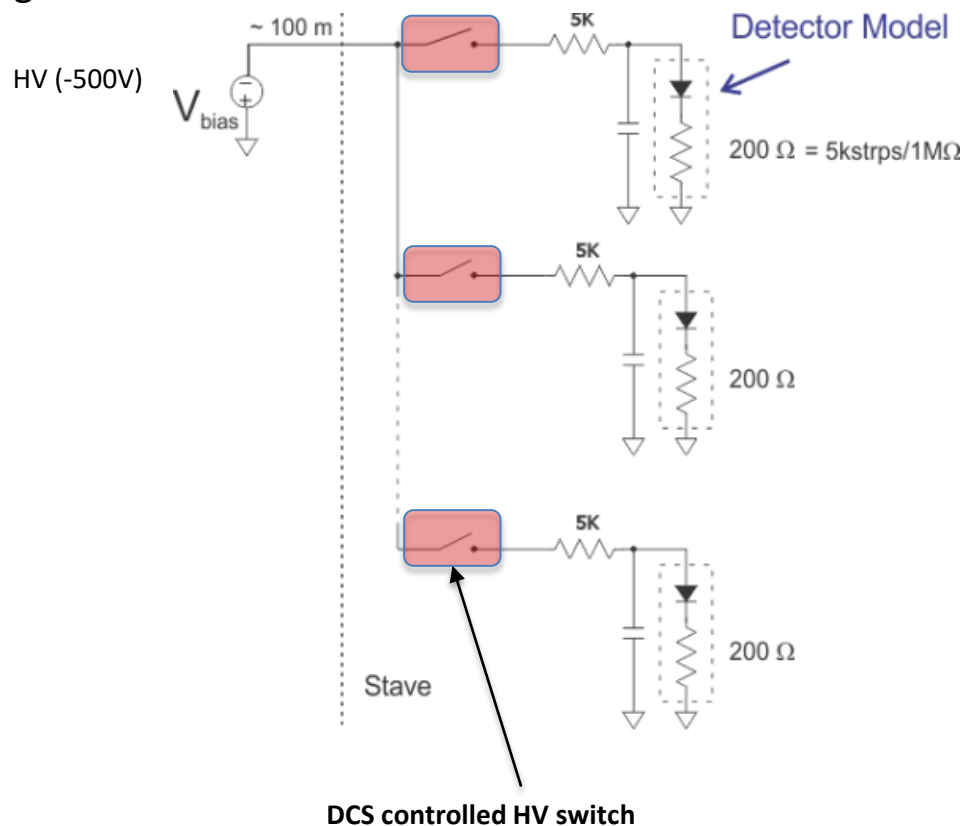 ~ 100 m
5K
Detector Model
HV (-500V)
V bias
200 Ω = 5kstrps/1MΩ
5K
200 Ω
5K
200 Ω
Stave
DCS controlled HV switch